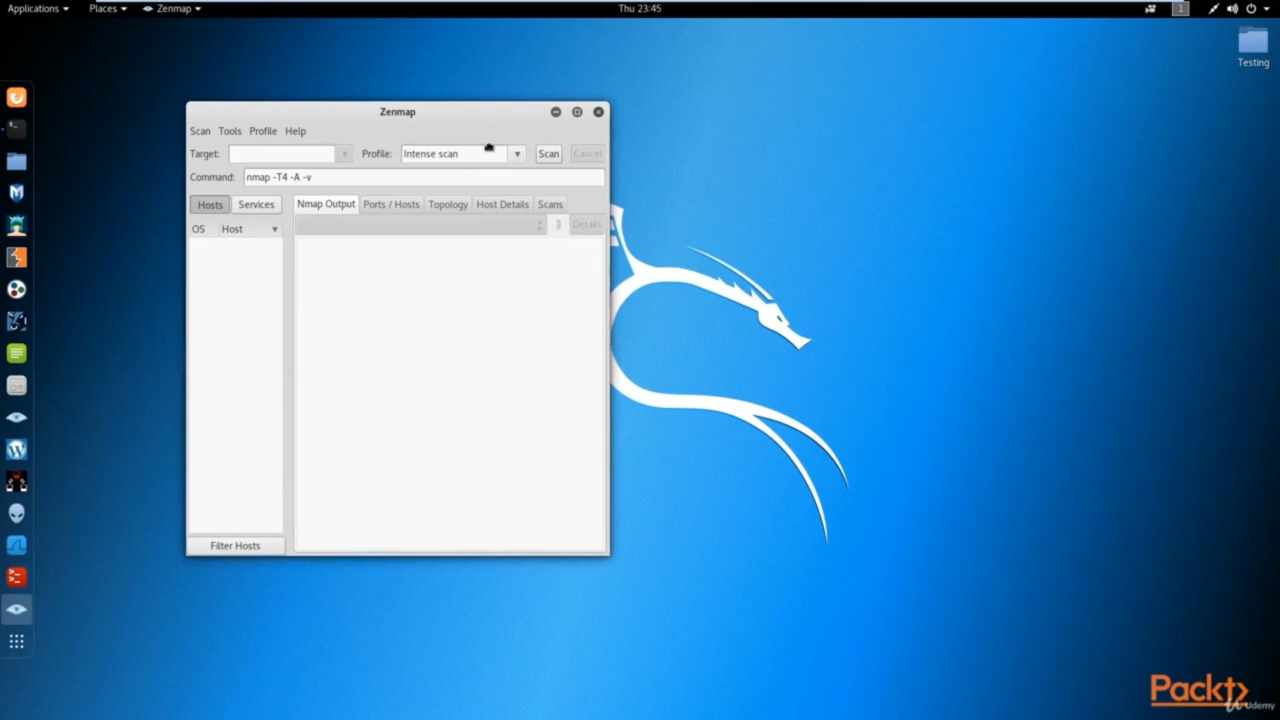 Applications Places Zenmap Thu 23:45 1
Testing
Zenmap
Scan Tools Profile Help
Target: Profile: Intense scan Scan Cancel
Command: nmap -T4 -A -v
Hosts Services Nmap Output Ports / Hosts Topology Host Details Scans
OS Host Details
Filter Hosts
Packt
Udemy